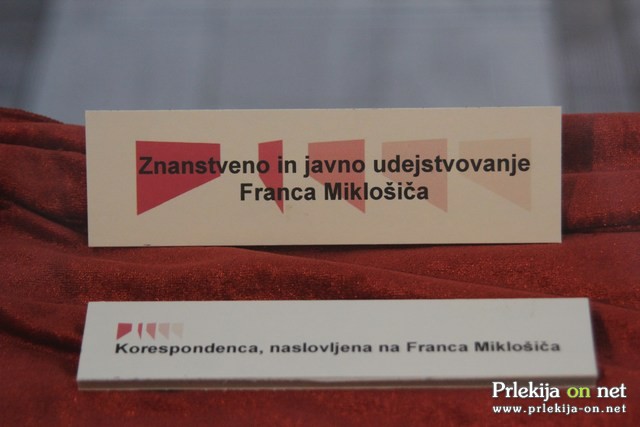 Znanstveno in javno udejstvovanje
Franca Miklošiča
Korespondenca, naslovljena na Franca Miklošiča
Prlekija on net
www.prlekija-on.net